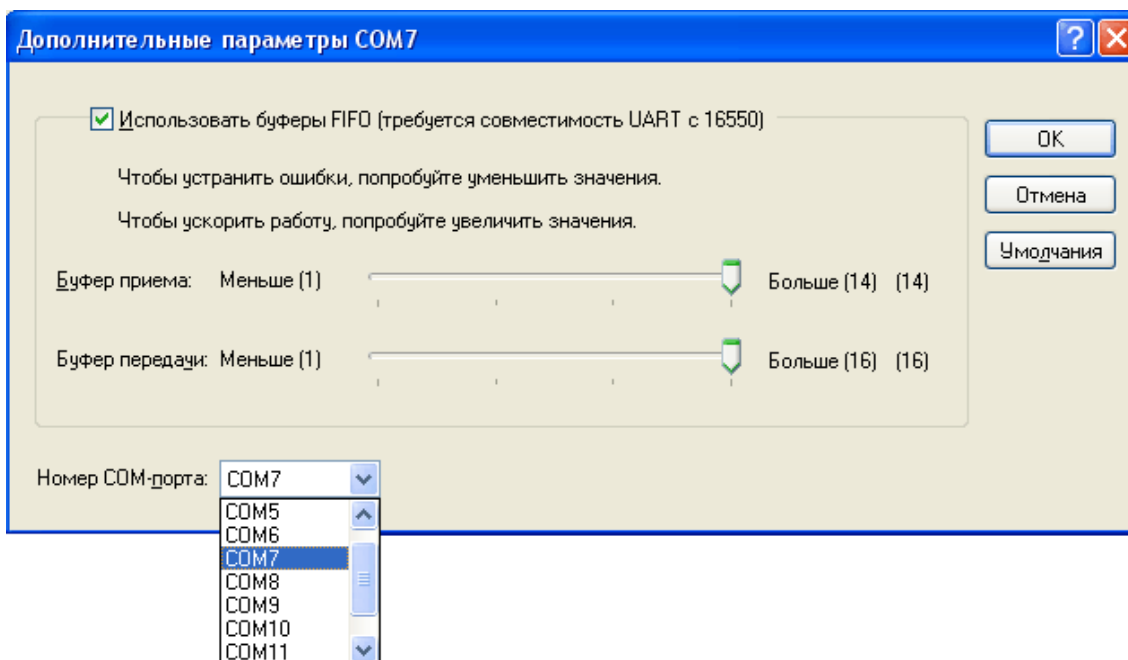 Дополнительные параметры COM7
Использовать буферы FIFO (требуется совместимость UART с 16550)
OK
Чтобы устранить ошибки, попробуйте уменьшить значения.
Отмена
Чтобы ускорить работу, попробуйте увеличить значения.
Умолчания
Буфер приема: Меньше (1) Больше (14) (14)
Буфер передачи: Меньше (1) Больше (16) (16)
Номер COM-порта: COM7
COM5
COM6
COM7
COM8
COM9
COM10
COM11